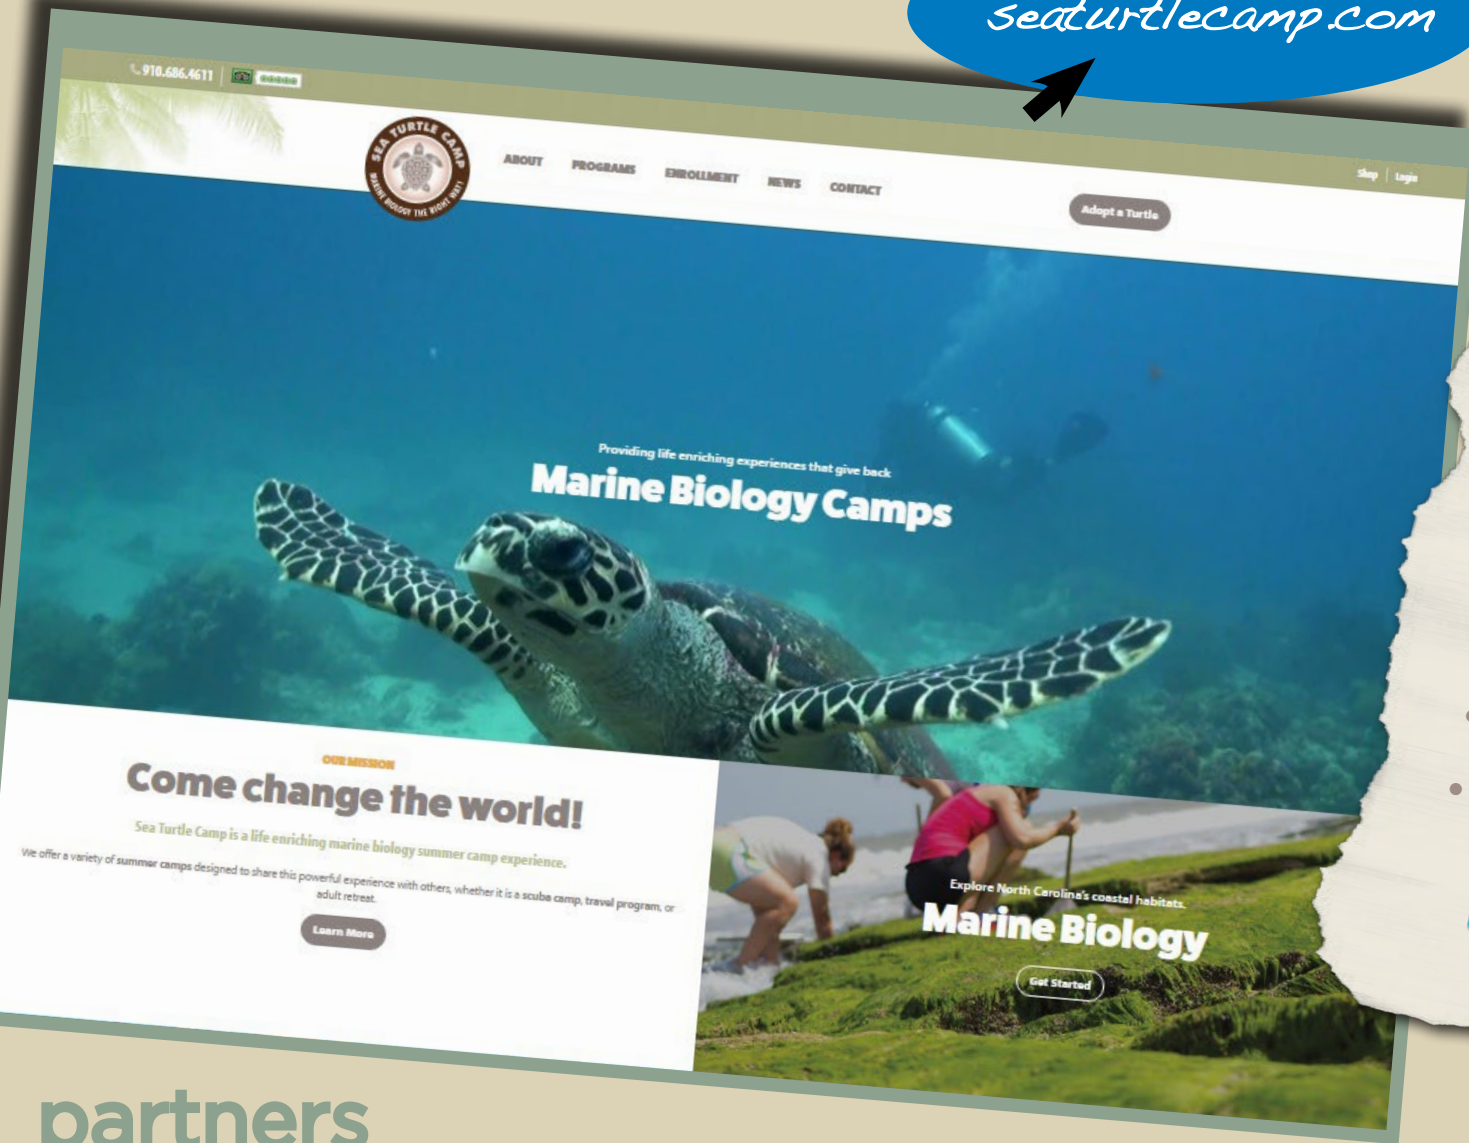 seaturtlecamp.com
910.686.4611
Shop | Login
SEA TURTLE CAMP
MARINE BIOLOGY THE RIGHT WAY!
ABOUT PROGRAMS ENROLLMENT NEWS CONTACT
Adopt a Turtle
Providing life enriching experiences that give back
Marine Biology Camps
OUR MISSION
Come change the world!
Sea Turtle Camp is a life enriching marine biology summer camp experience.
We offer a variety of summer camps designed to share this powerful experience with others, whether it is a scuba camp, travel program, or
adult retreat.
Learn More
Explore North Carolina's coastal habitats.
Marine Biology
Get Started
partners